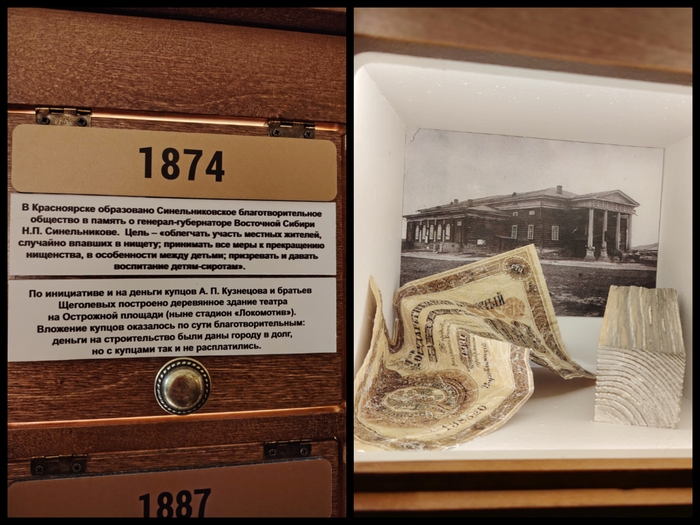 1874
В Красноярске образовано Синельниковское благотворительное
общество в память о генерал-губернаторе Восточной Сибири
Н.П. Синельникове. Цель – «облегчать участь местных жителей,
случайно впавших в нищету; принимать все меры к прекращению
нищенства, в особенности между детьми; призревать и давать
воспитание детям-сиротам».
По инициативе и на деньги купцов А. П. Кузнецова и братьев
Щеголевых построено деревянное здание театра
на Острожной площади (ныне стадион «Локомотив»).
Вложение купцов оказалось по сути благотворительным:
деньги на строительство были даны городу в долг,
но с купцами так и не расплатились.
1887